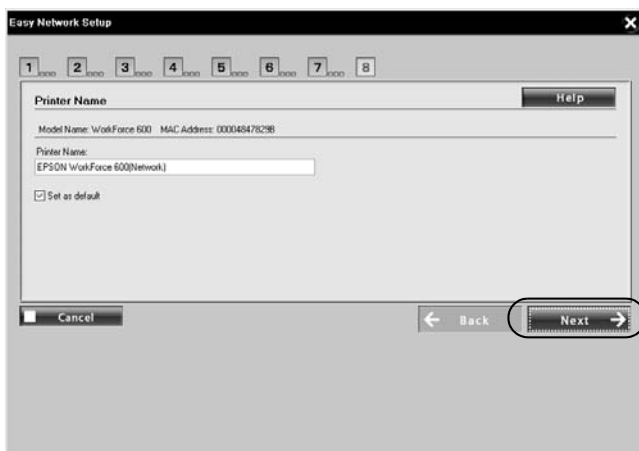 Easy Network Setup
1 2 3 4 5 6 7 8
Printer Name
Help
Model Name: WorkForce 600 MAC Address: 00004847829B
Printer Name:
EPSON WorkForce 600(Network)
Set as default
Cancel
Back
Next